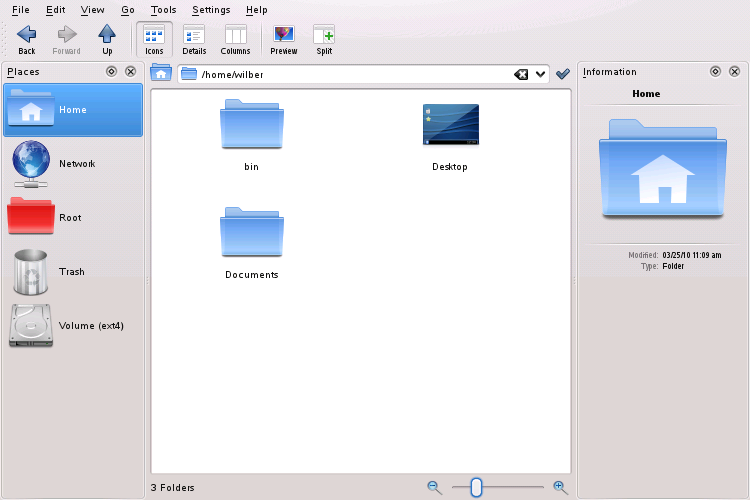 File Edit View Go Tools Settings Help
Back Forward Up Icons Details Columns Preview Split
Places
/home/wilber
Information
Home
Network
Root
Trash
Volume (ext4)
bin
Desktop
Documents
3 Folders
Home
Modified: 03/25/10 11:09 am
Type: Folder